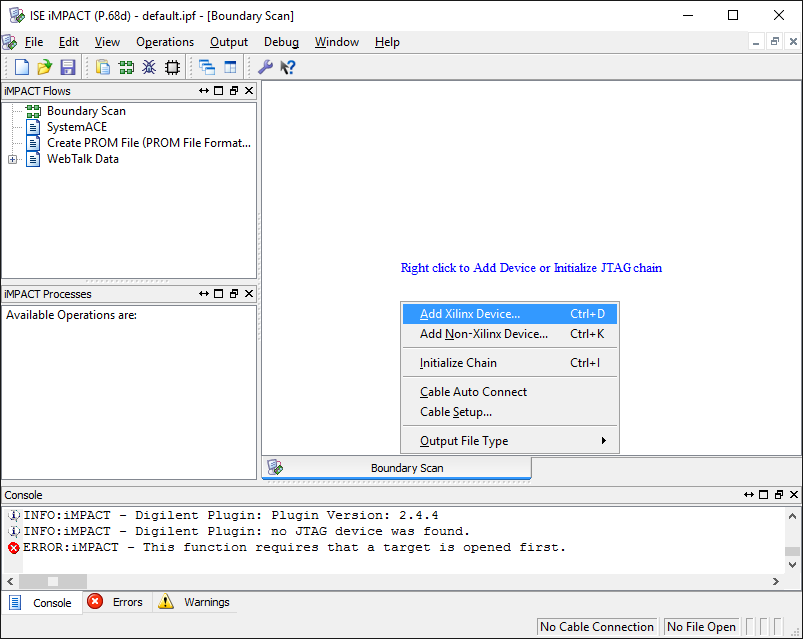 ISE iMPACT (P.68d) - default.ipf - [Boundary Scan]
File Edit View Operations Output Debug Window Help
iMPACT Flows
Boundary Scan
SystemACE
Create PROM File (PROM File Format...
WebTalk Data
iMPACT Processes
Available Operations are:
Right click to Add Device or Initialize JTAG chain
Add Xilinx Device... Ctrl+D
Add Non-Xilinx Device... Ctrl+K
Initialize Chain Ctrl+I
Cable Auto Connect
Cable Setup...
Output File Type
Boundary Scan
Console
INFO:iMPACT - Digilent Plugin: Plugin Version: 2.4.4
INFO:iMPACT - Digilent Plugin: no JTAG device was found.
ERROR:iMPACT - This function requires that a target is opened first.
Console Errors Warnings
No Cable Connection No File Open